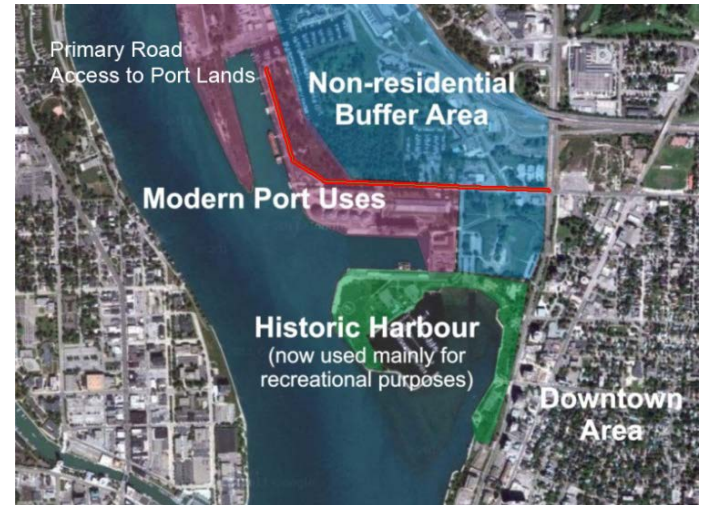 Primary Road
Access to Port Lands
Non-residential
Buffer Area
Modern Port Uses
Historic Harbour
(now used mainly for
recreational purposes)
Downtown
Area